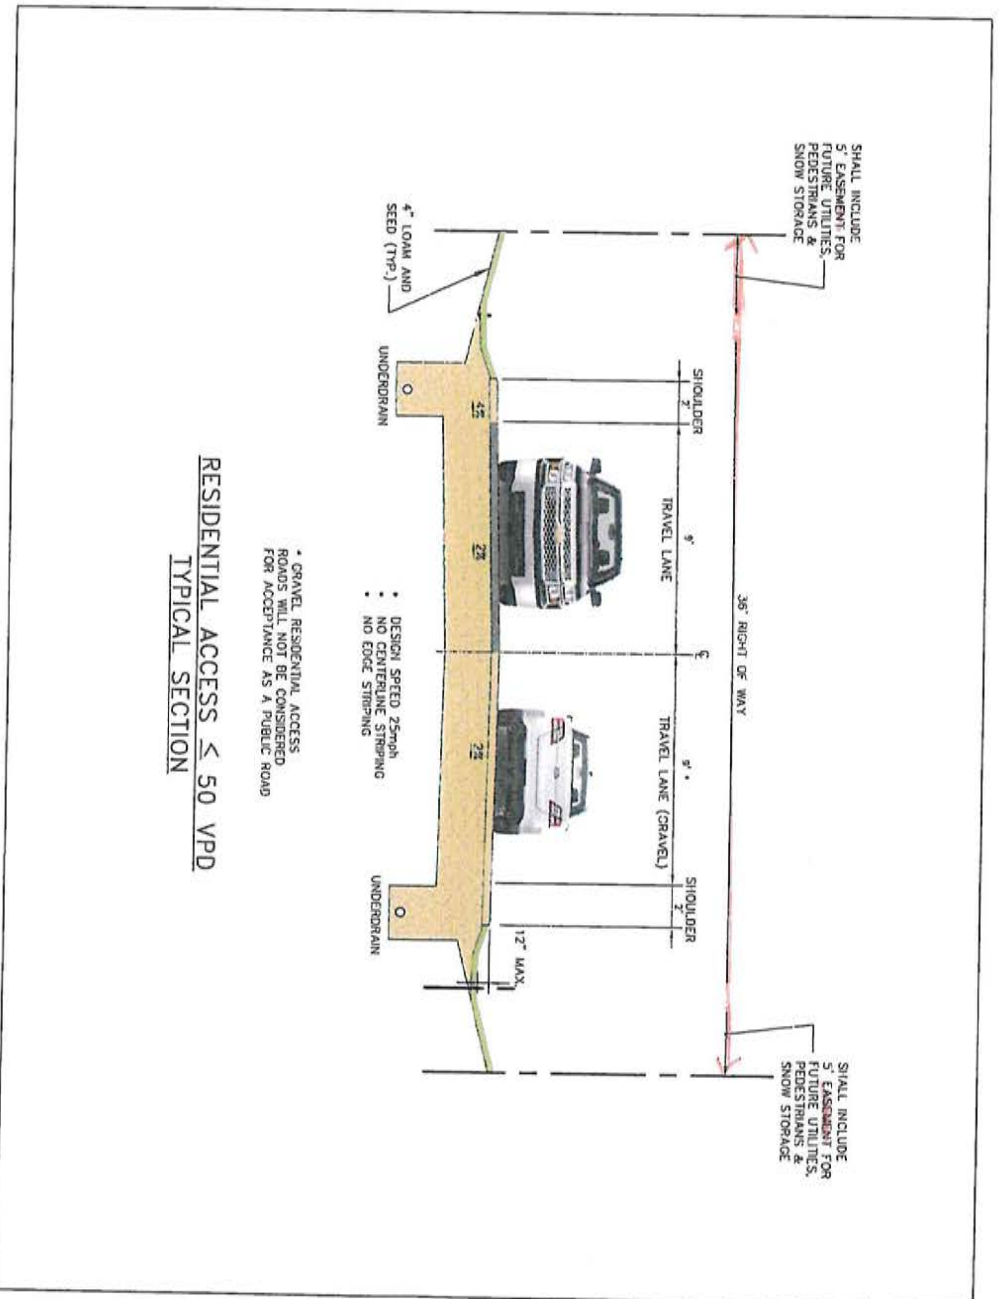 SHALL INCLUDE
5' EASEMENT FOR
FUTURE UTILITIES,
PEDESTRIANS &
SNOW STORAGE
36' RIGHT OF WAY
SHALL INCLUDE
5' EASEMENT FOR
FUTURE UTILITIES,
PEDESTRIANS &
SNOW STORAGE
SHOULDER
2'
9'
TRAVEL LANE
℄
9' *
TRAVEL LANE (GRAVEL)
SHOULDER
2'
4" LOAM AND
SEED (TYP.)
4%
2%
2%
12" MAX.
UNDERDRAIN
UNDERDRAIN
• DESIGN SPEED 25mph
• NO CENTERLINE STRIPING
• NO EDGE STRIPING
* GRAVEL RESIDENTIAL ACCESS
ROADS WILL NOT BE CONSIDERED
FOR ACCEPTANCE AS A PUBLIC ROAD
RESIDENTIAL ACCESS ≤ 50 VPD
TYPICAL SECTION